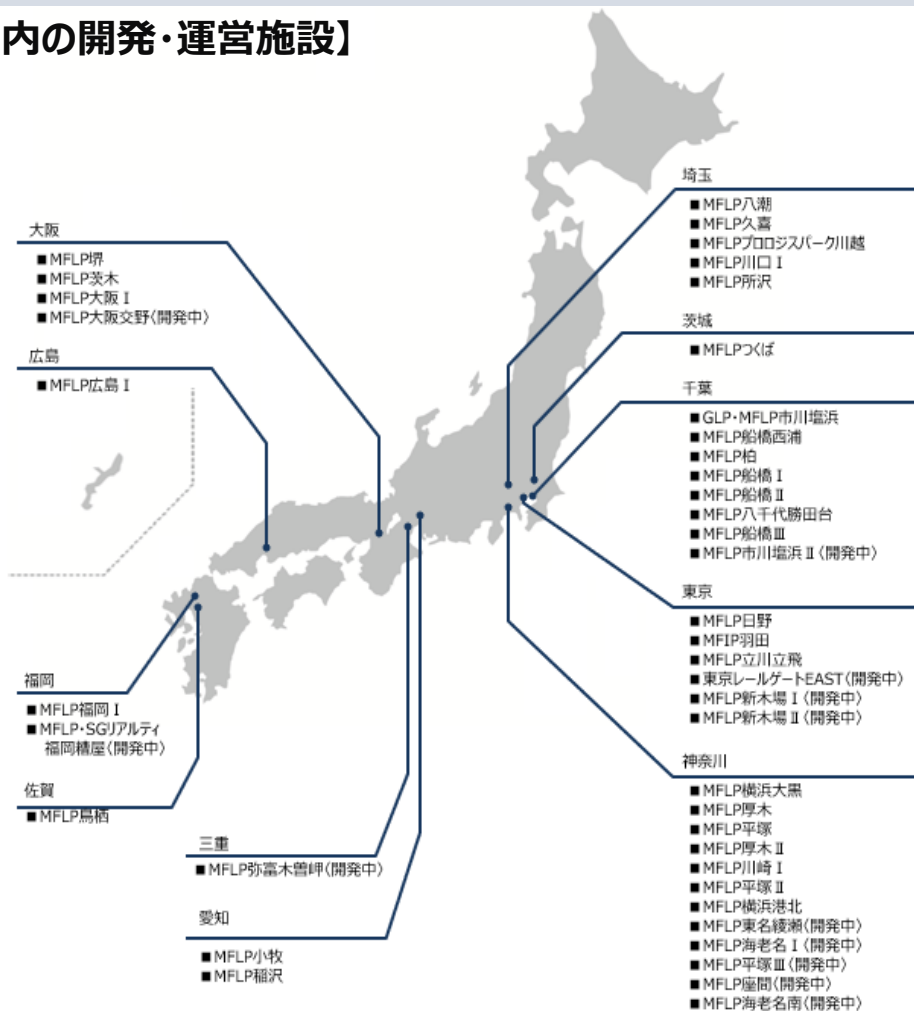 内の開発・運営施設】
大阪
■MFLP堺
■MFLP茨木
■MFLP大阪Ⅰ
■MFLP大阪交野(開発中)
広島
■MFLP広島Ⅰ
福岡
■MFLP福岡Ⅰ
■MFLP・SGリアルティ
福岡糟屋(開発中)
佐賀
■MFLP鳥栖
三重
■MFLP弥富木曽岬(開発中)
愛知
■MFLP小牧
■MFLP稲沢
埼玉
■MFLP八潮
■MFLP久喜
■MFLPプロロジスパーク川越
■MFLP川口Ⅰ
■MFLP所沢
茨城
■MFLPつくば
千葉
■GLP・MFLP市川塩浜
■MFLP船橋西浦
■MFLP柏
■MFLP船橋Ⅰ
■MFLP船橋Ⅱ
■MFLP八千代勝田台
■MFLP船橋Ⅲ
■MFLP市川塩浜Ⅱ(開発中)
東京
■MFLP日野
■MFIP羽田
■MFLP立川立飛
■東京レールゲートEAST(開発中)
■MFLP新木場Ⅰ(開発中)
■MFLP新木場Ⅱ(開発中)
神奈川
■MFLP横浜大黒
■MFLP厚木
■MFLP平塚
■MFLP厚木Ⅱ
■MFLP川崎Ⅰ
■MFLP平塚Ⅱ
■MFLP横浜港北
■MFLP東名綾瀬(開発中)
■MFLP海老名Ⅰ(開発中)
■MFLP平塚Ⅲ(開発中)
■MFLP座間(開発中)
■MFLP海老名南(開発中)